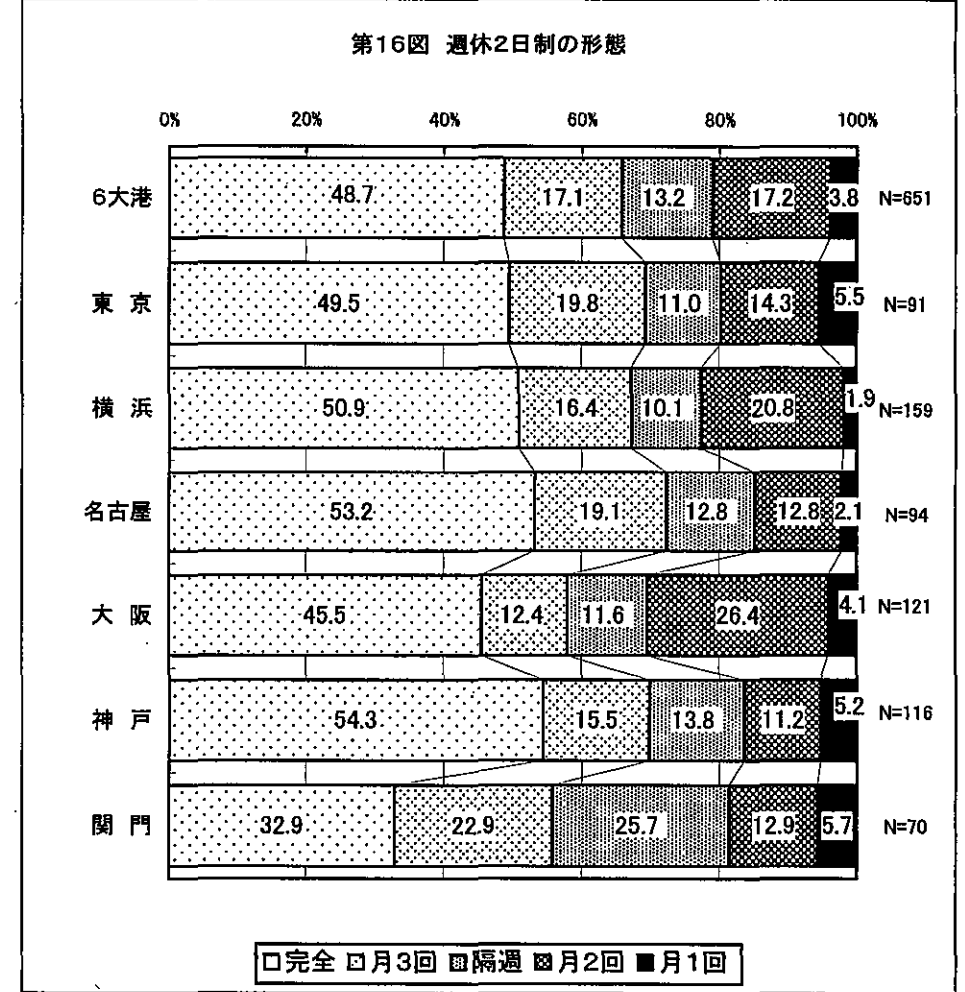 第16図 週休2日制の形態
0% 20% 40% 60% 80% 100%
6大港 48.7 17.1 13.2 17.2 3.8 N=651
東 京 49.5 19.8 11.0 14.3 5.5 N=91
横 浜 50.9 16.4 10.1 20.8 1.9 N=159
名古屋 53.2 19.1 12.8 12.8 2.1 N=94
大 阪 45.5 12.4 11.6 26.4 4.1 N=121
神 戸 54.3 15.5 13.8 11.2 5.2 N=116
関 門 32.9 22.9 25.7 12.9 5.7 N=70
完全 月3回 隔週 月2回 月1回